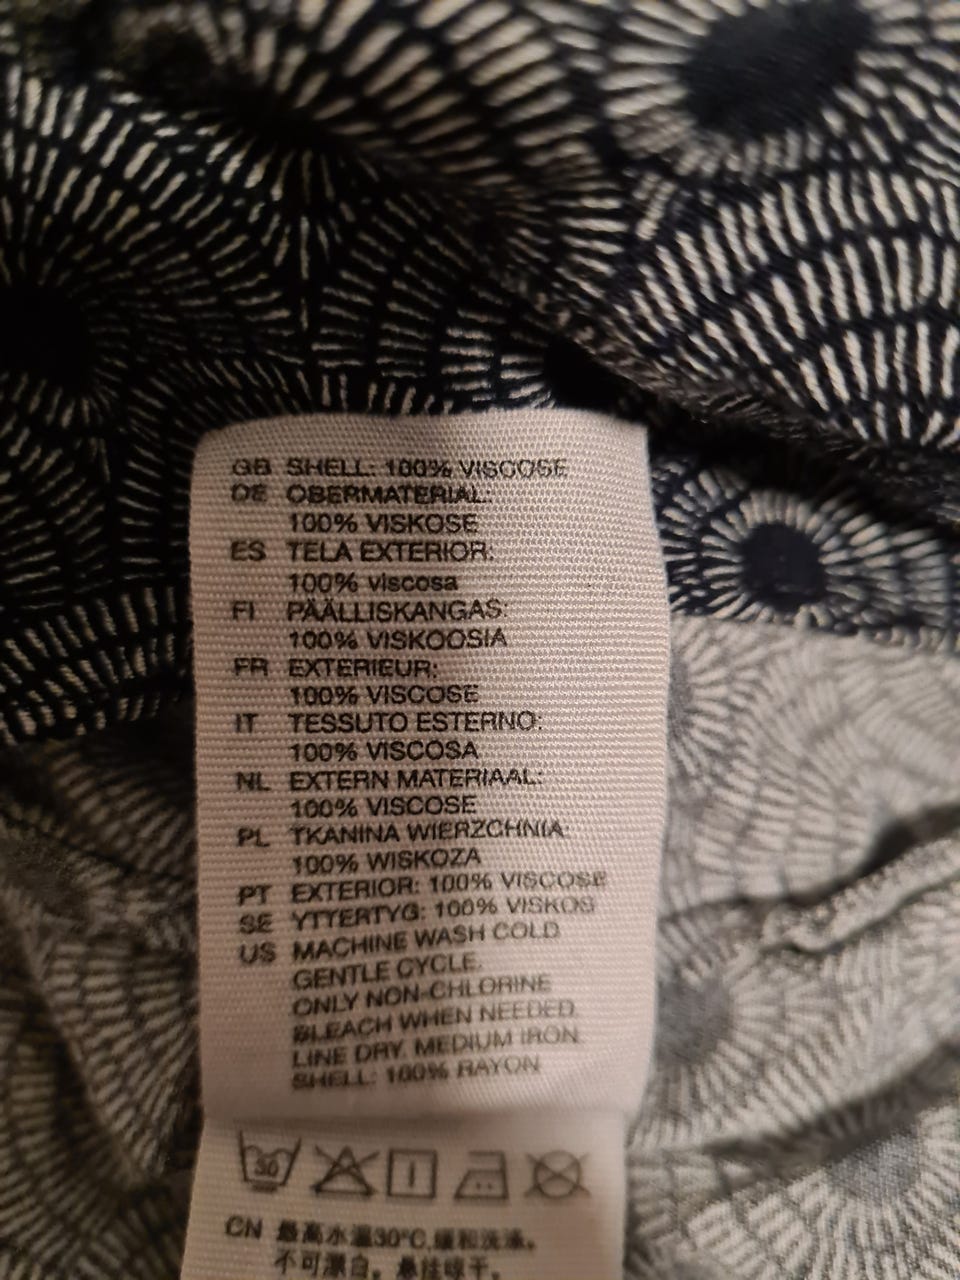 GB SHELL: 100% VISCOSE
DE OBERMATERIAL:
100% VISKOSE
ES TELA EXTERIOR:
100% viscosa
FI PÄÄLLISKANGAS:
100% VISKOOSIA
FR EXTERIEUR:
100% VISCOSE
IT TESSUTO ESTERNO:
100% VISCOSA
NL EXTERN MATERIAAL:
100% VISCOSE
PL TKANINA WIERZCHNIA:
100% WISKOZA
PT EXTERIOR: 100% VISCOSE
SE YTTERTYG: 100% VISKOS
US MACHINE WASH COLD
GENTLE CYCLE.
ONLY NON-CHLORINE
BLEACH WHEN NEEDED.
LINE DRY. MEDIUM IRON.
SHELL: 100% RAYON
30
CN 最高水温30°C,缓和洗涤。
不可漂白。悬挂晾干。